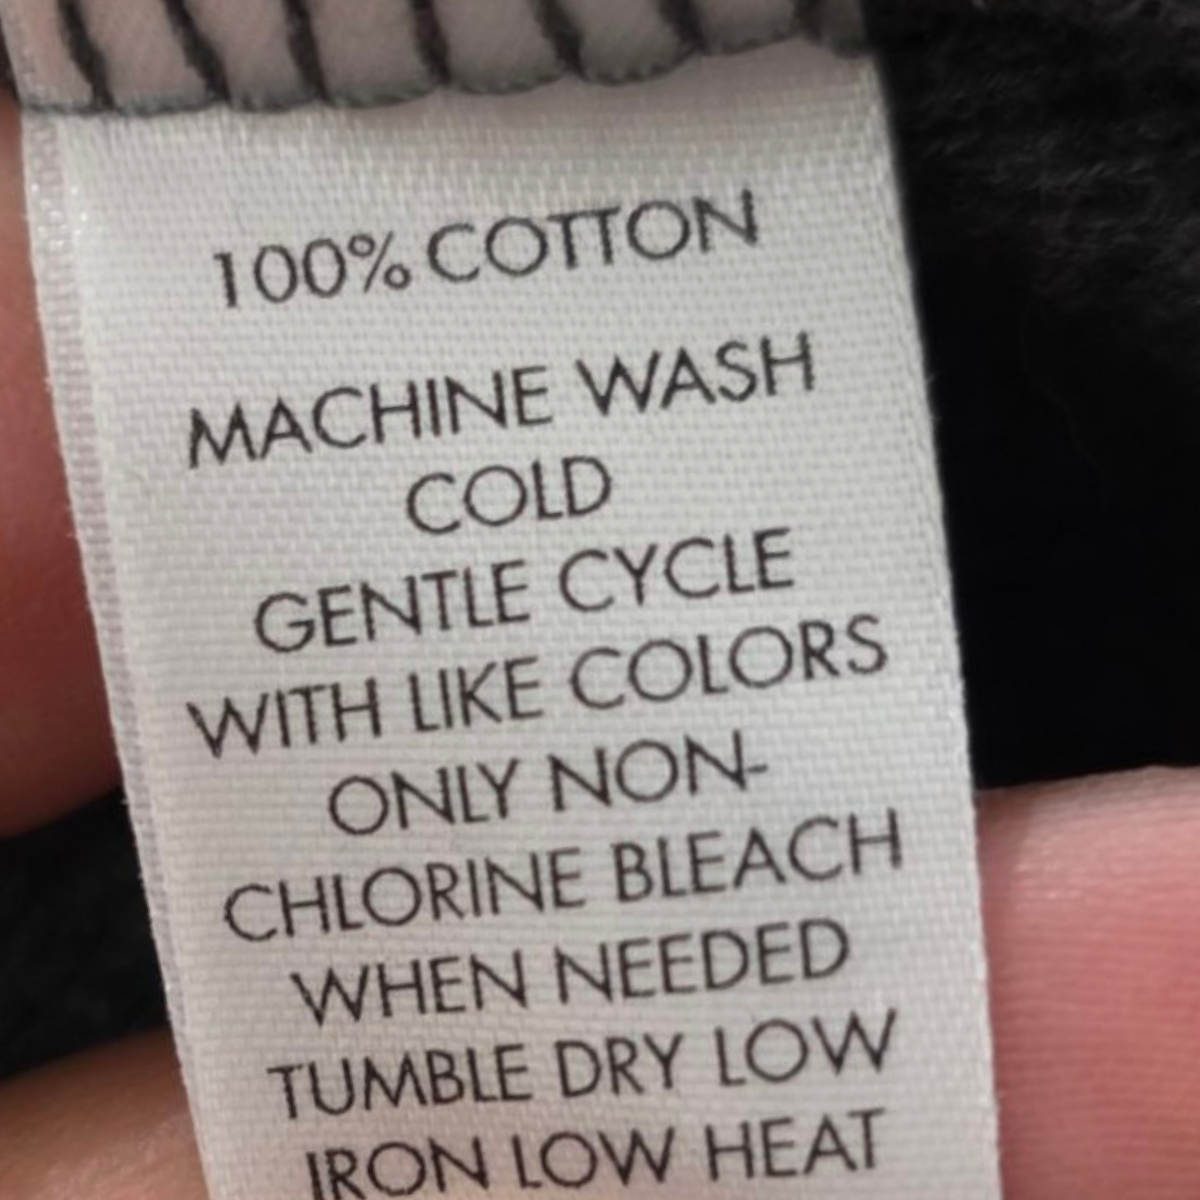 100% COTTON
MACHINE WASH
COLD
GENTLE CYCLE
WITH LIKE COLORS
ONLY NON-
CHLORINE BLEACH
WHEN NEEDED
TUMBLE DRY LOW
IRON LOW HEAT